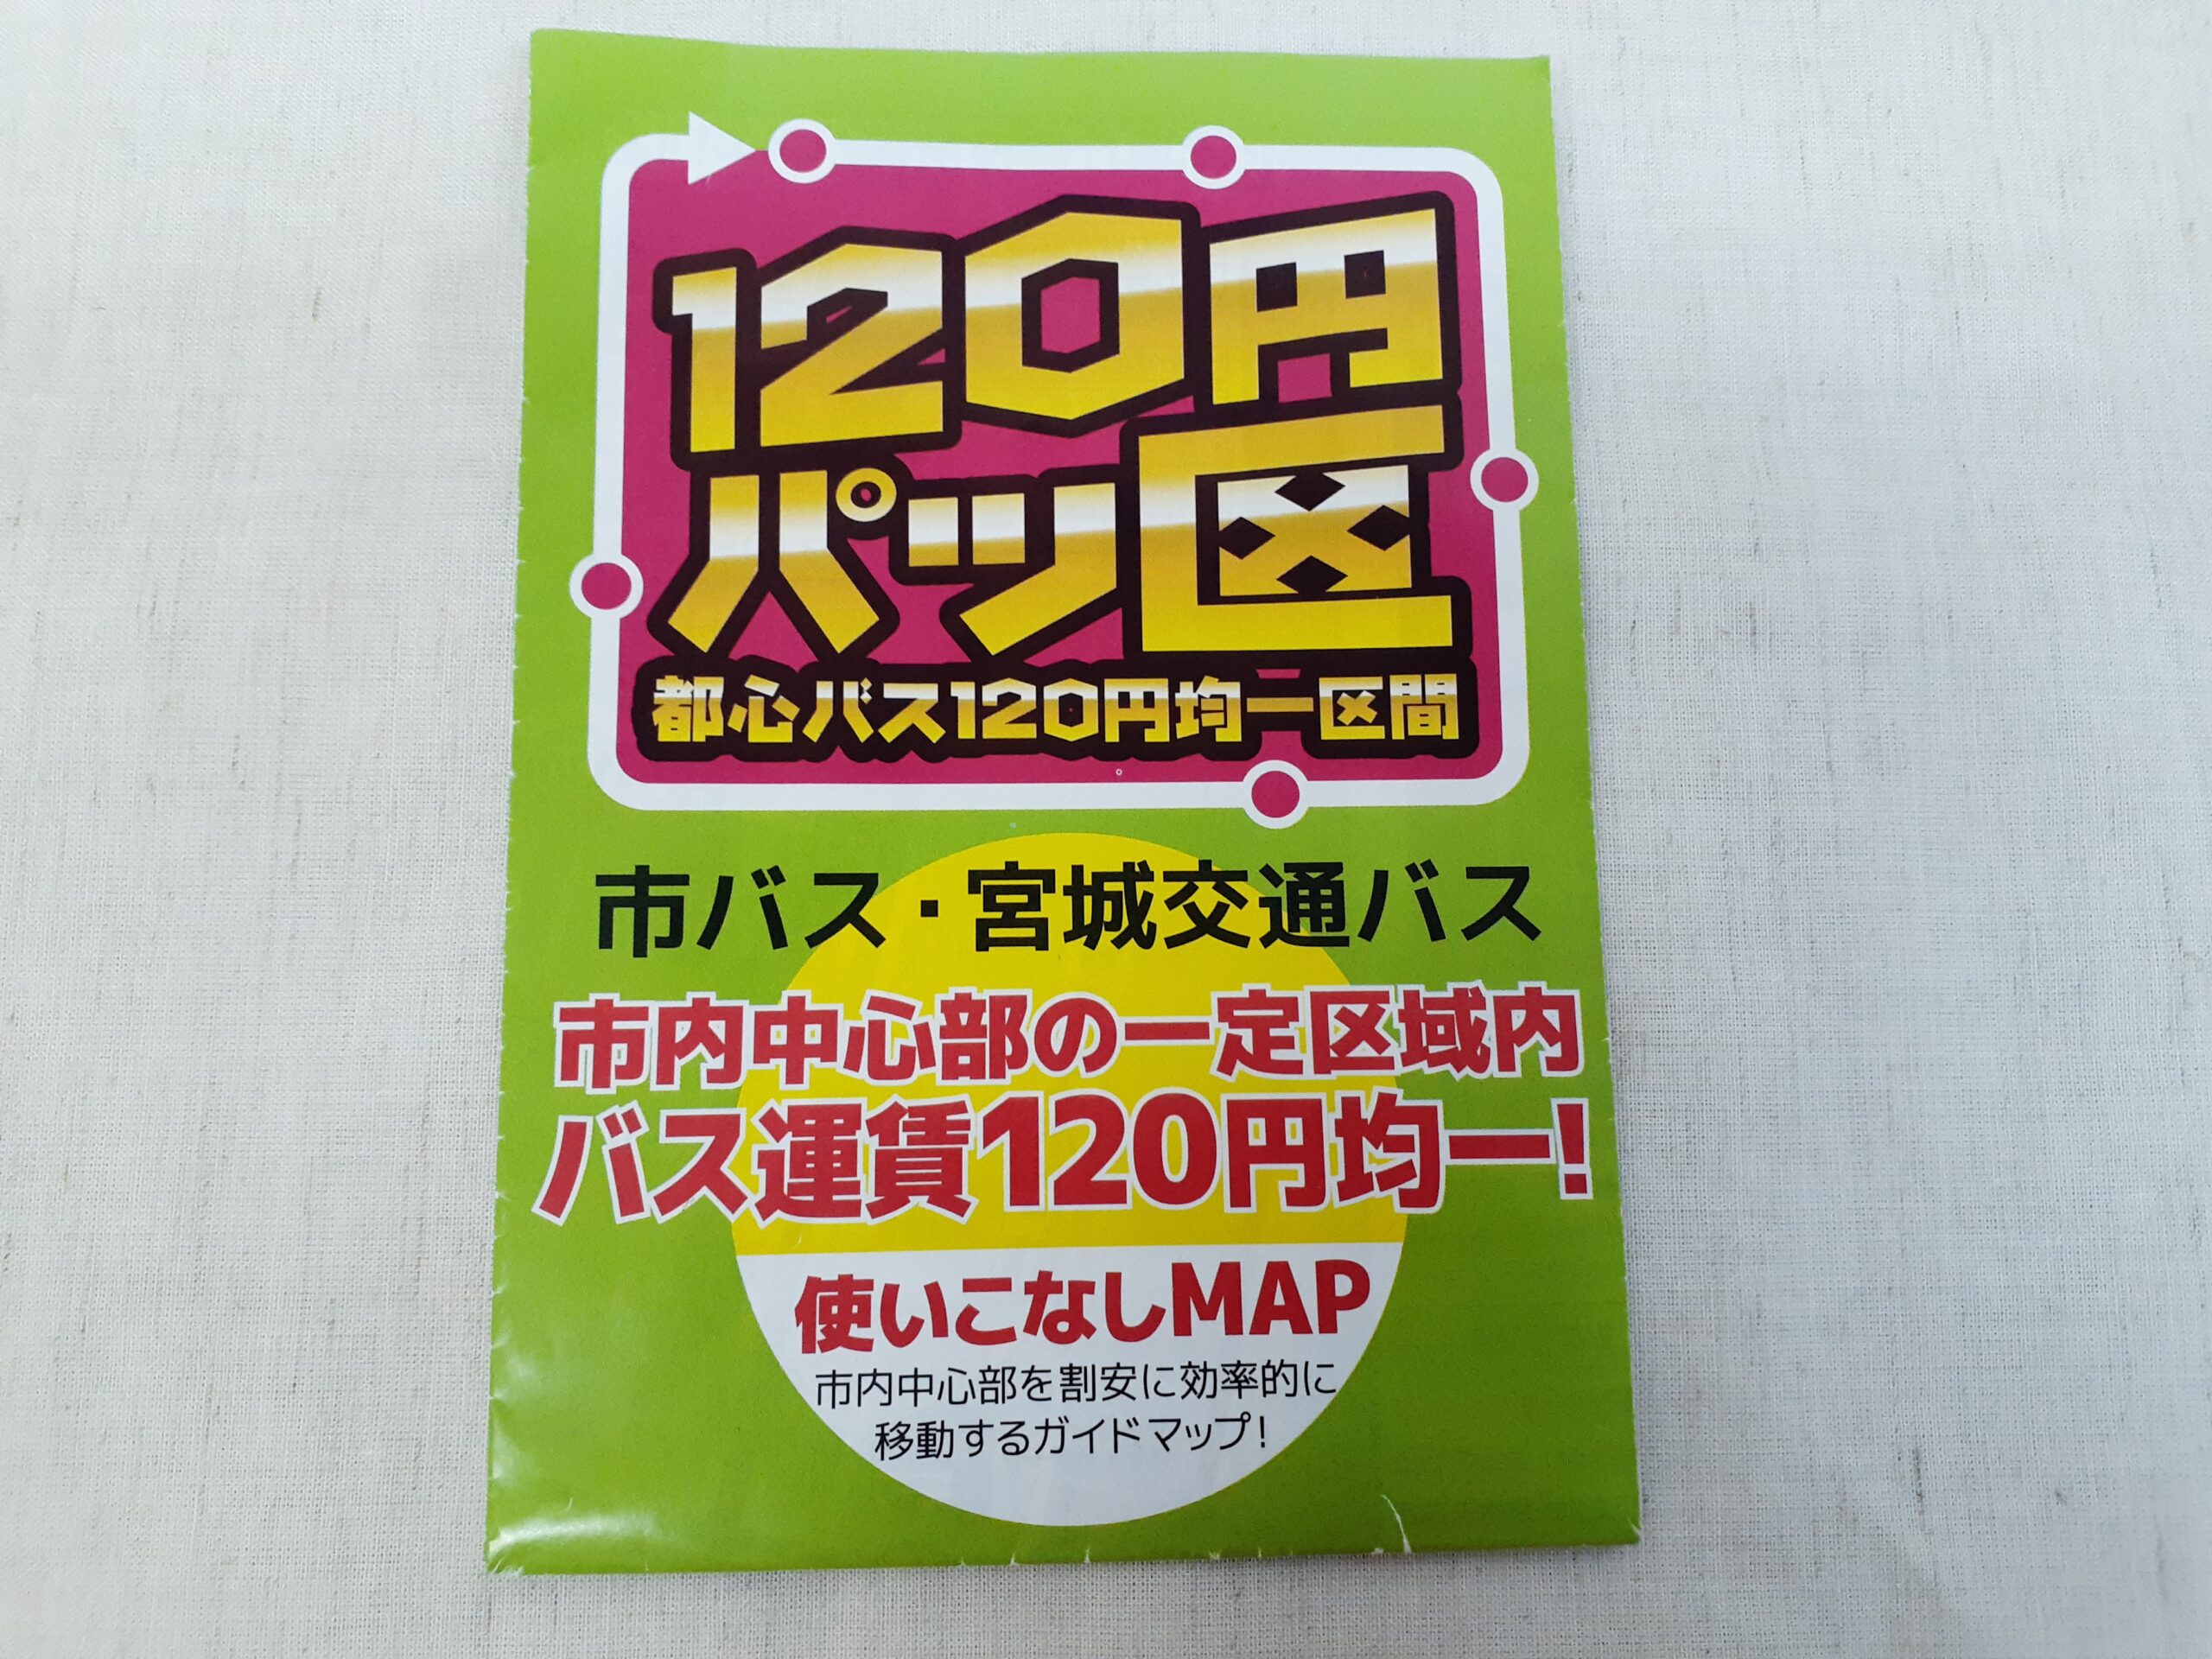 120円
パッ区
都心バス120円均一区間
市バス・宮城交通バス
市内中心部の一定区域内
バス運賃120円均一!
使いこなしMAP
市内中心部を割安に効率的に
移動するガイドマップ!